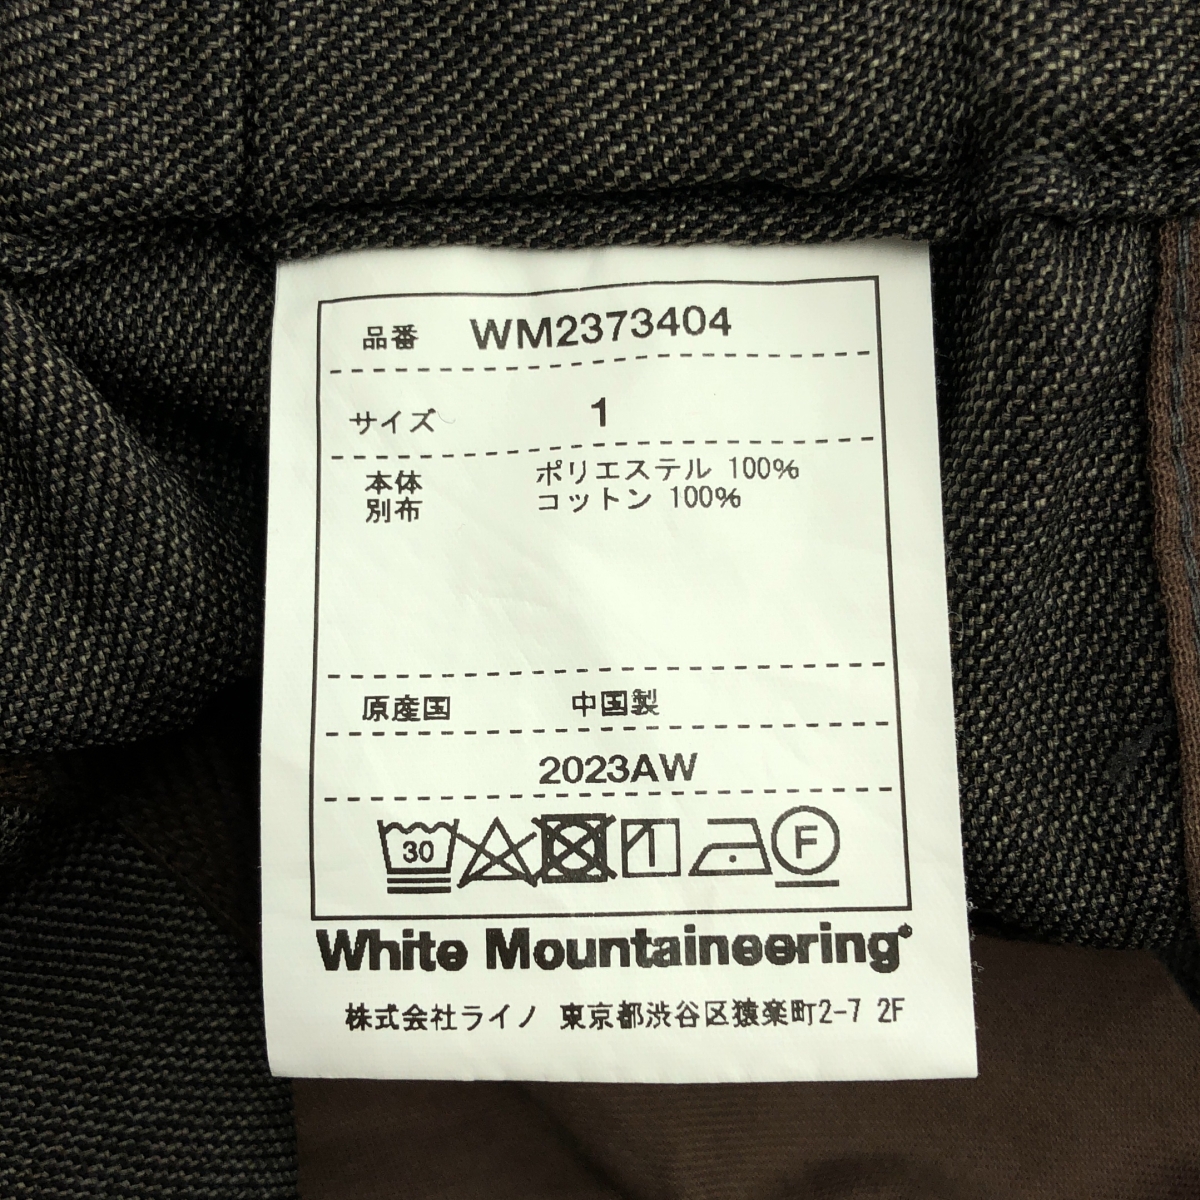 品番 WM2373404
サイズ 1
本体 ポリエステル 100%
別布 コットン 100%
原産国 中国製
2023AW
30 F
White Mountaineering®
株式会社ライノ 東京都渋谷区猿楽町2-7 2F